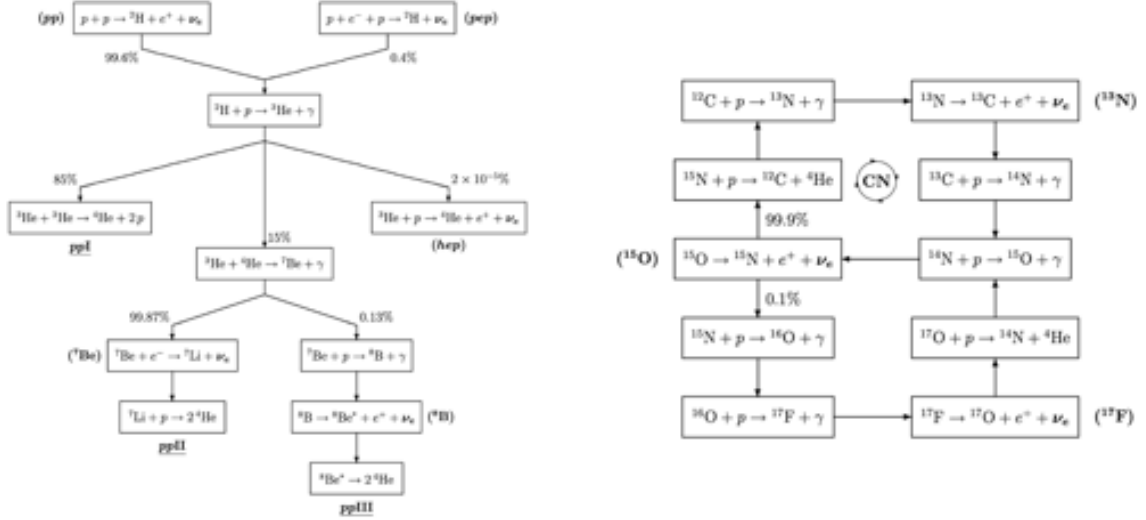 (pp) p + p → ²H + e⁺ + νₑ
p + e⁻ + p → ²H + νₑ (pep)
99.6%
0.4%
²H + p → ³He + γ
85%
2 × 10⁻⁵%
³He + ³He → ⁴He + 2p
ppI
³He + p → ⁴He + e⁺ + νₑ
(hep)
15%
³He + ⁴He → ⁷Be + γ
99.87%
0.13%
(⁷Be) ⁷Be + e⁻ → ⁷Li + νₑ
⁷Be + p → ⁸B + γ
⁷Li + p → 2 ⁴He
ppII
⁸B → ⁸Be* + e⁺ + νₑ (⁸B)
⁸Be* → 2 ⁴He
ppIII
¹²C + p → ¹³N + γ
¹³N → ¹³C + e⁺ + νₑ (¹³N)
¹⁵N + p → ¹²C + ⁴He
CN
¹³C + p → ¹⁴N + γ
99.9%
(¹⁵O) ¹⁵O → ¹⁵N + e⁺ + νₑ
¹⁴N + p → ¹⁵O + γ
0.1%
¹⁵N + p → ¹⁶O + γ
¹⁷O + p → ¹⁴N + ⁴He
¹⁶O + p → ¹⁷F + γ
¹⁷F → ¹⁷O + e⁺ + νₑ (¹⁷F)